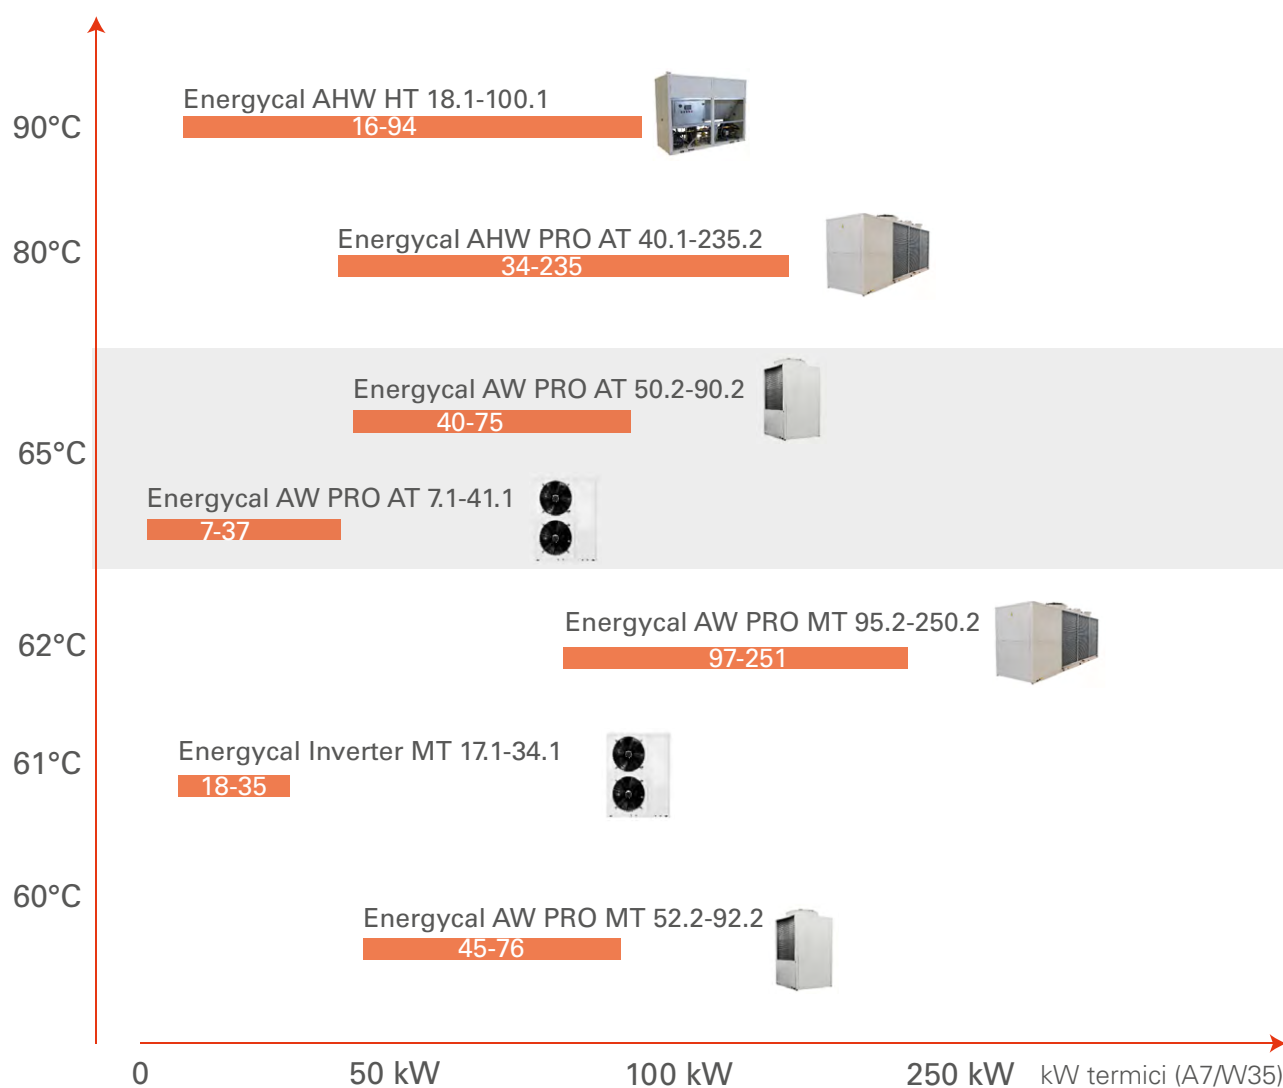 Energycal AHW HT 18.1-100.1
90°C
16-94
Energycal AHW PRO AT 40.1-235.2
80°C
34-235
Energycal AW PRO AT 50.2-90.2
40-75
65°C
Energycal AW PRO AT 7.1-41.1
7-37
Energycal AW PRO MT 95.2-250.2
62°C
97-251
Energycal Inverter MT 17.1-34.1
61°C
18-35
60°C
Energycal AW PRO MT 52.2-92.2
45-76
0 50 kW 100 kW 250 kW kW termici (A7/W35)